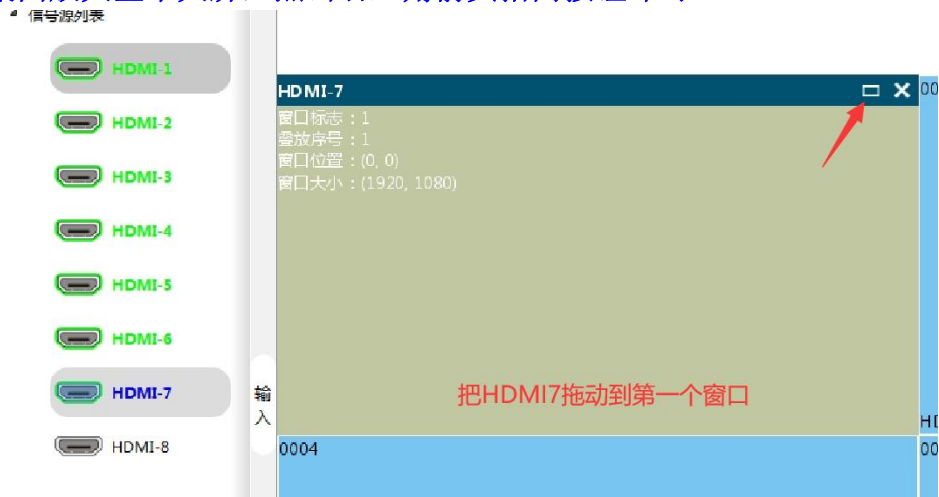 信号源列表
HDMI-1
HDMI-2
HDMI-3
HDMI-4
HDMI-5
HDMI-6
HDMI-7
HDMI-8
输
入
HDMI-7
窗口标志：1
叠放序号：1
窗口位置：(0, 0)
窗口大小：(1920, 1080)
把HDMI7拖动到第一个窗口
00
HD
0004
00